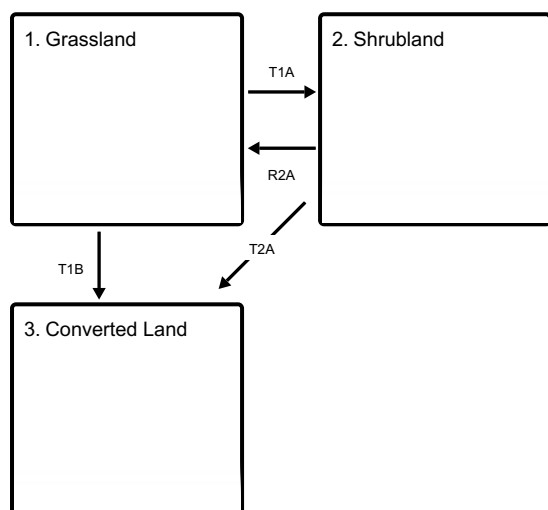 1. Grassland
2. Shrubland
T1A
R2A
T1B
T2A
3. Converted Land